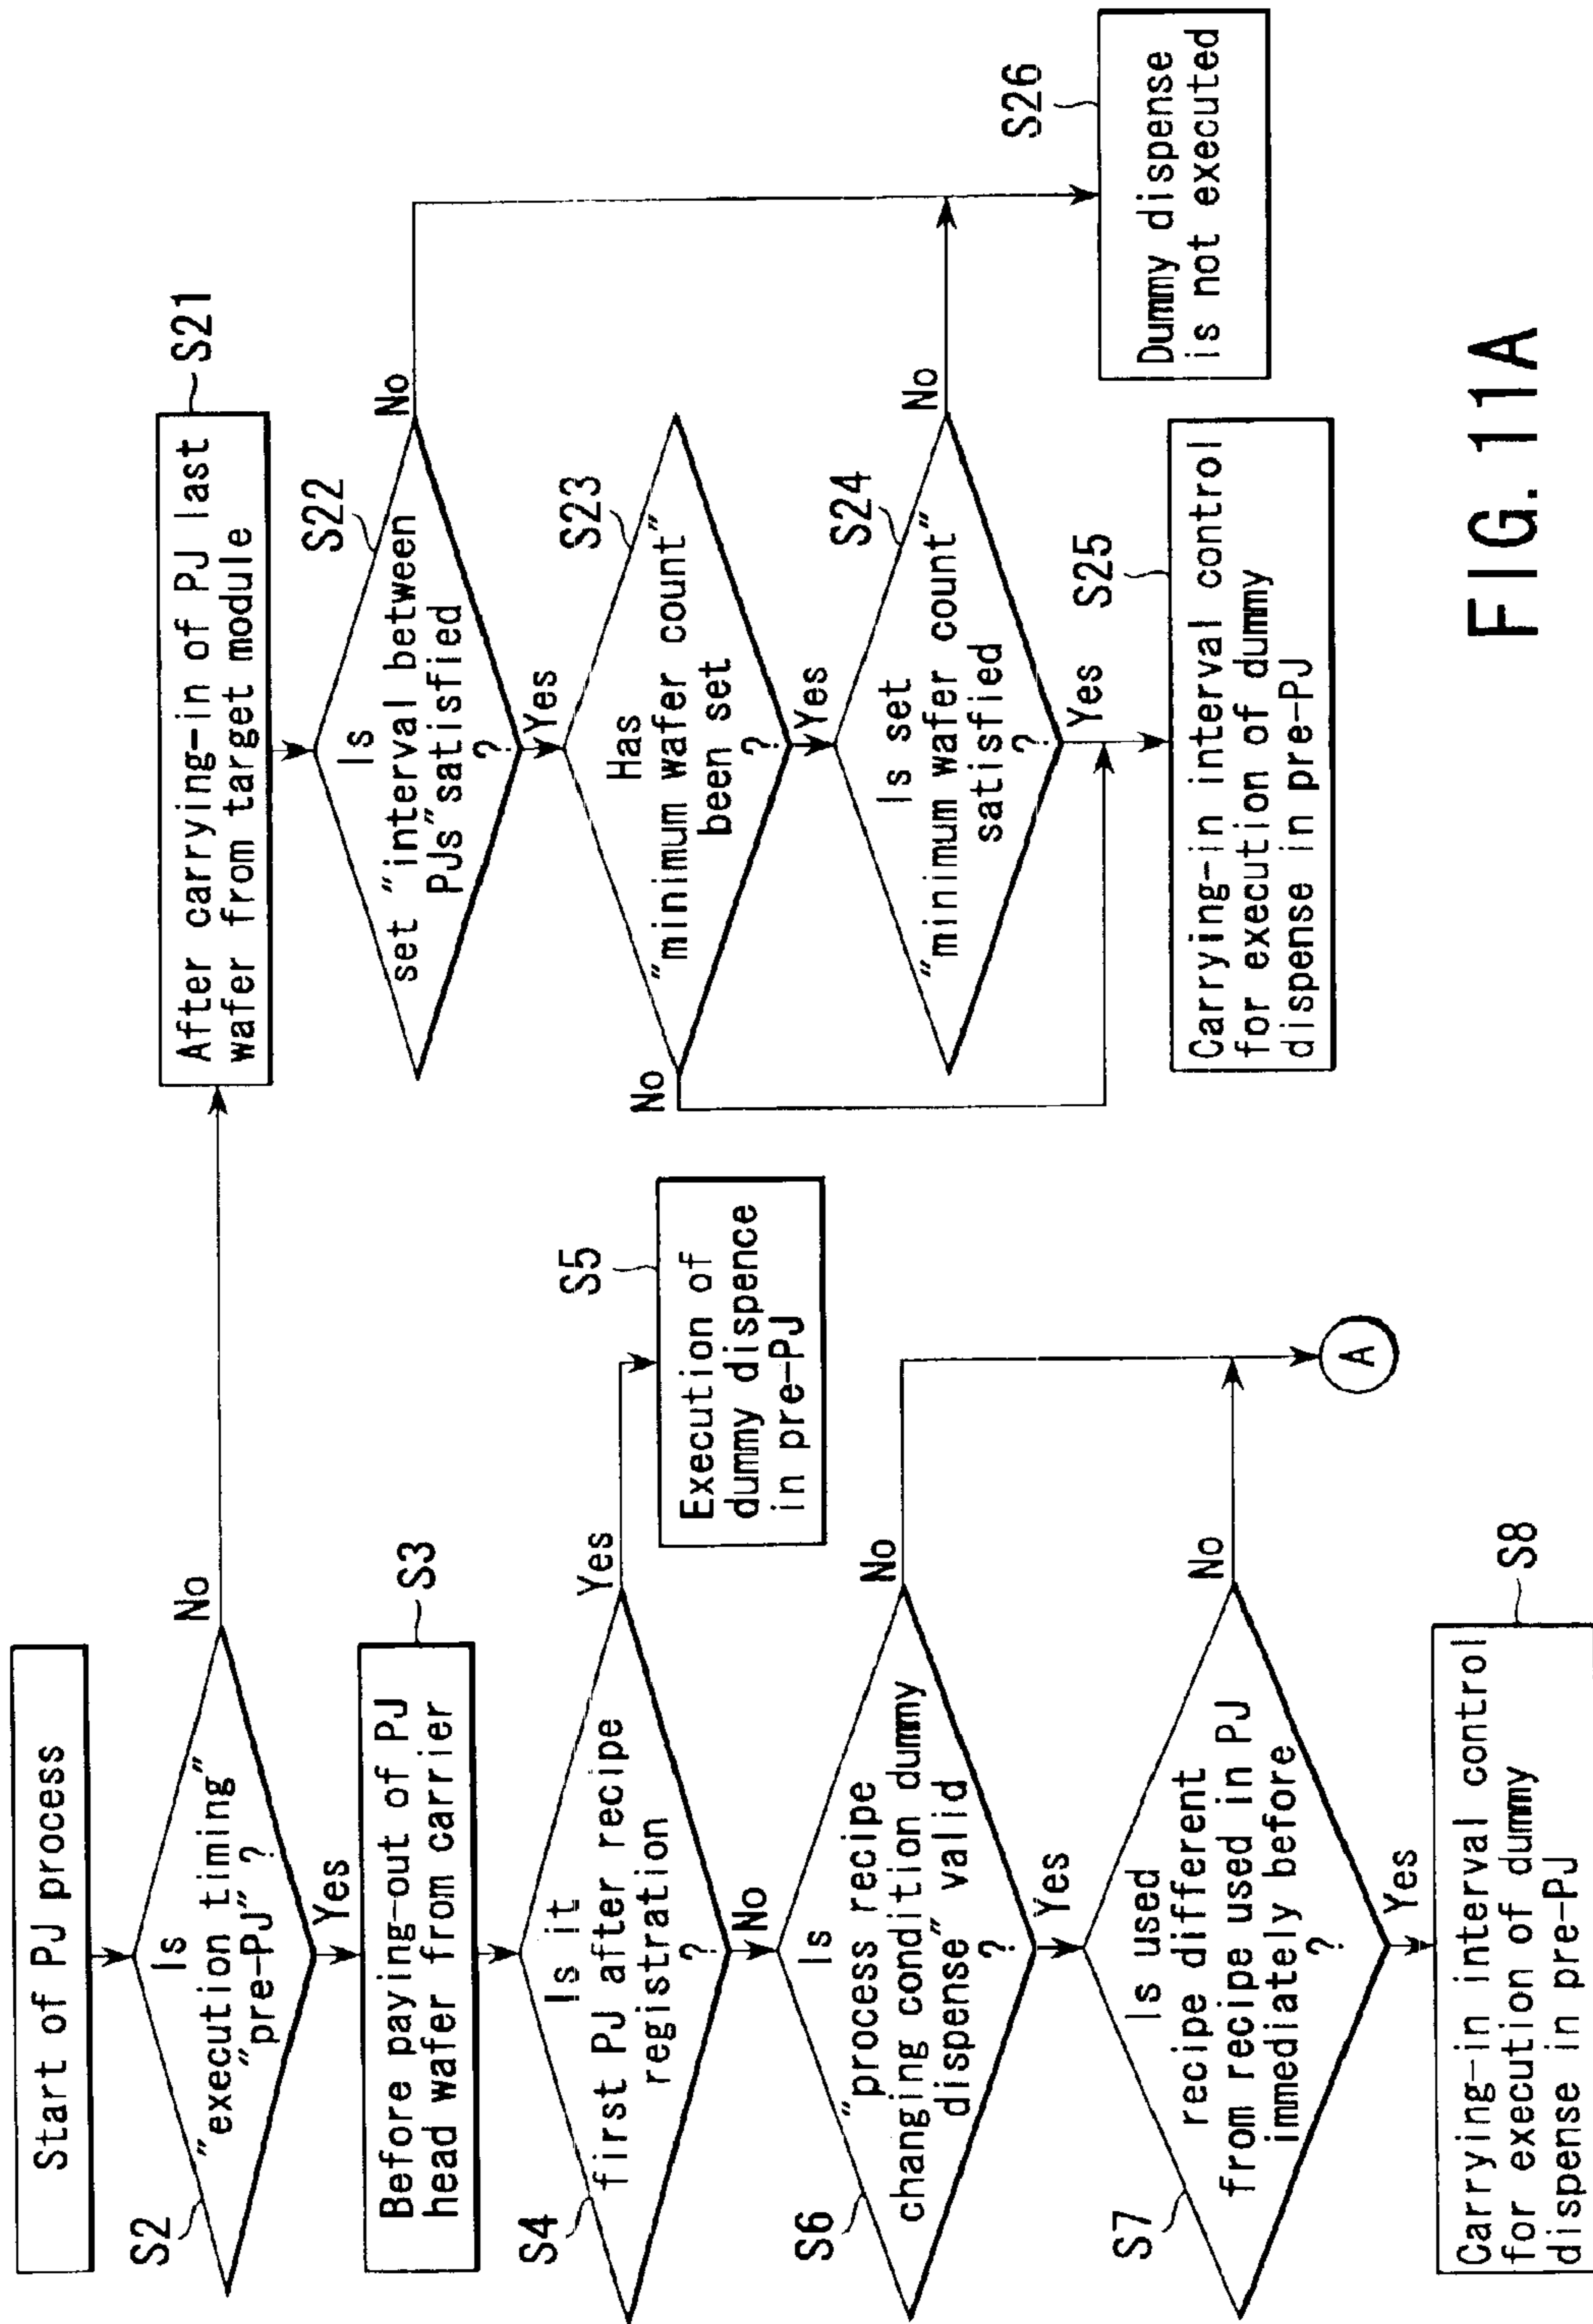 Start of PJ process
S2
Is
"execution timing"
"pre-PJ" ?
No
Yes
Before paying-out of PJ
head wafer from carrier
S3
S4
Is it
first PJ after recipe
registration
?
Yes
No
S5
Execution of
dummy dispence
in pre-PJ
S6
Is
"process recipe
changing condition dummy
dispense" valid
?
No
Yes
S7
Is used
recipe different
from recipe used in PJ
immediately before
?
No
Yes
A
S8
Carrying-in interval control
for execution of dummy
dispense in pre-PJ
S21
After carrying-in of PJ last
wafer from target module
S22
Is
set "interval between
PJs"satisfied
?
No
Yes
S23
Has
"minimum wafer count"
been set
?
No
Yes
S24
Is set
"minimum wafer count"
satisfied
?
No
Yes
S25
Carrying-in interval control
for execution of dummy
dispense in pre-PJ
S26
Dummy dispense
is not executed
FIG. 11A